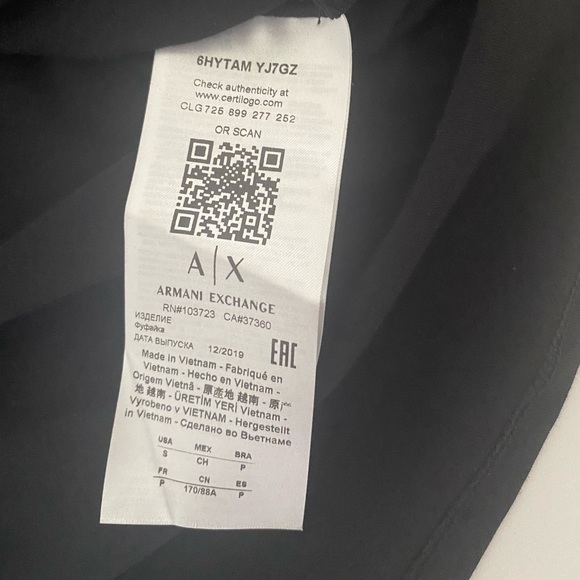 6HYTAM YJ7GZ
Check authenticity at
www.certilogo.com
CLG 725 899 277 252
OR SCAN
A|X
ARMANI EXCHANGE
RN#103723 CA#37360
ИЗДЕЛИЕ
Фуфайка
ДАТА ВЫПУСКА 12/2019
EAC
Made in Vietnam - Fabriqué en
Vietnam - Hecho en Vietnam -
Origem Vietnã - 原產地 越南 - 原
地 越南 - ÜRETİM YERİ Vietnam -
Vyrobeno v VIETNAM - Hergestellt
in Vietnam - Сделано во Вьетнаме
USA MEX BRA
S CH P
FR CN ES
P 170/88A P